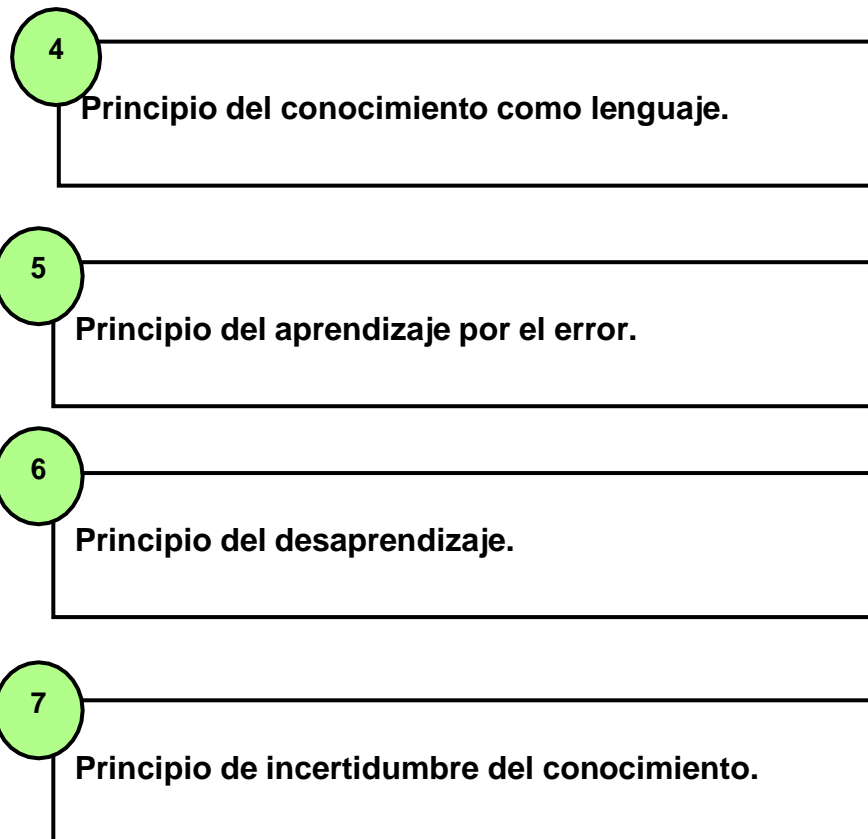 4
Principio del conocimiento como lenguaje.
5
Principio del aprendizaje por el error.
6
Principio del desaprendizaje.
7
Principio de incertidumbre del conocimiento.